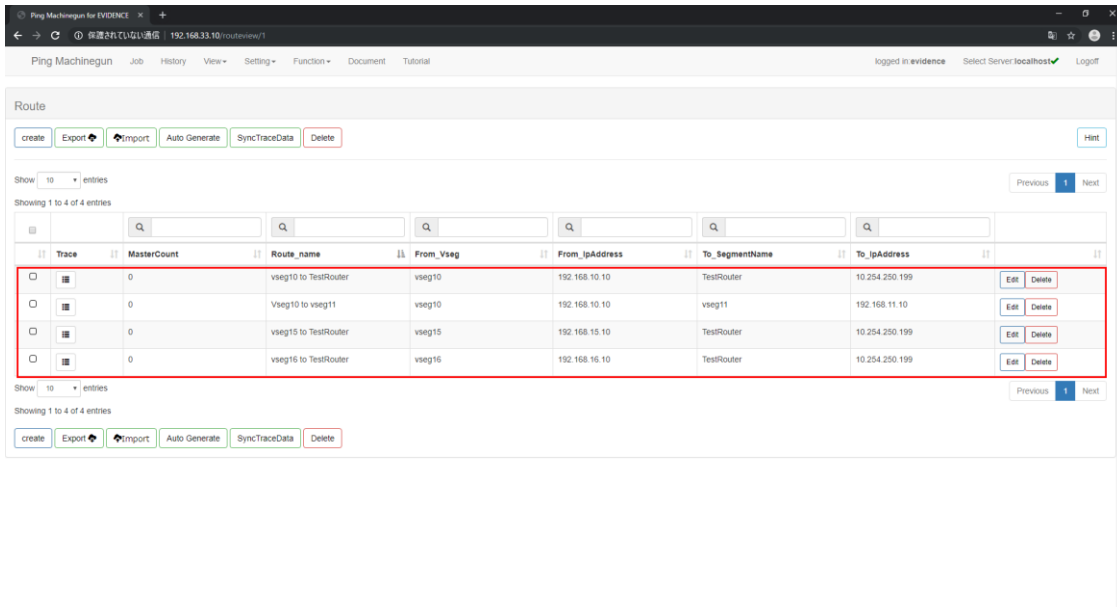 Ping Machinegun for EVIDENCE
保護されていない通信 | 192.168.33.10/routeview/1
Ping Machinegun Job History View Setting Function Document Tutorial logged in:evidence Select Server:localhost Logoff
Route
create Export Import Auto Generate SyncTraceData Delete Hint
Show 10 entries Previous 1 Next
Showing 1 to 4 of 4 entries
Trace MasterCount Route_name From_Vseg From_IpAddress To_SegmentName To_IpAddress
0 vseg10 to TestRouter vseg10 192.168.10.10 TestRouter 10.254.250.199 Edit Delete
0 Vseg10 to vseg11 vseg10 192.168.10.10 vseg11 192.168.11.10 Edit Delete
0 vseg15 to TestRouter vseg15 192.168.15.10 TestRouter 10.254.250.199 Edit Delete
0 vseg16 to TestRouter vseg16 192.168.16.10 TestRouter 10.254.250.199 Edit Delete
Show 10 entries Previous 1 Next
Showing 1 to 4 of 4 entries
create Export Import Auto Generate SyncTraceData Delete